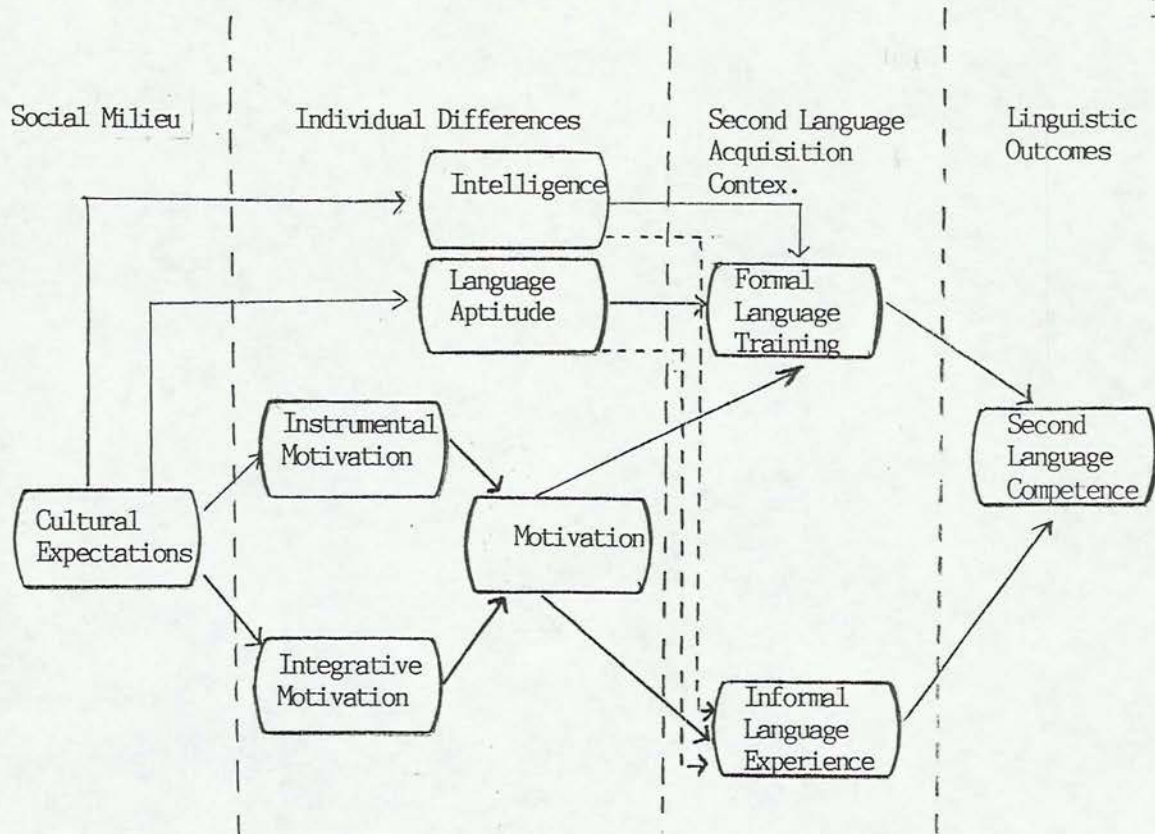 Social Milieu
Individual Differences
Second Language
Acquisition
Contex.
Linguistic
Outcomes
Intelligence
Language
Aptitude
Formal
Language
Training
Instrumental
Motivation
Second
Language
Competence
Cultural
Expectations
Motivation
Integrative
Motivation
Informal
Language
Experience